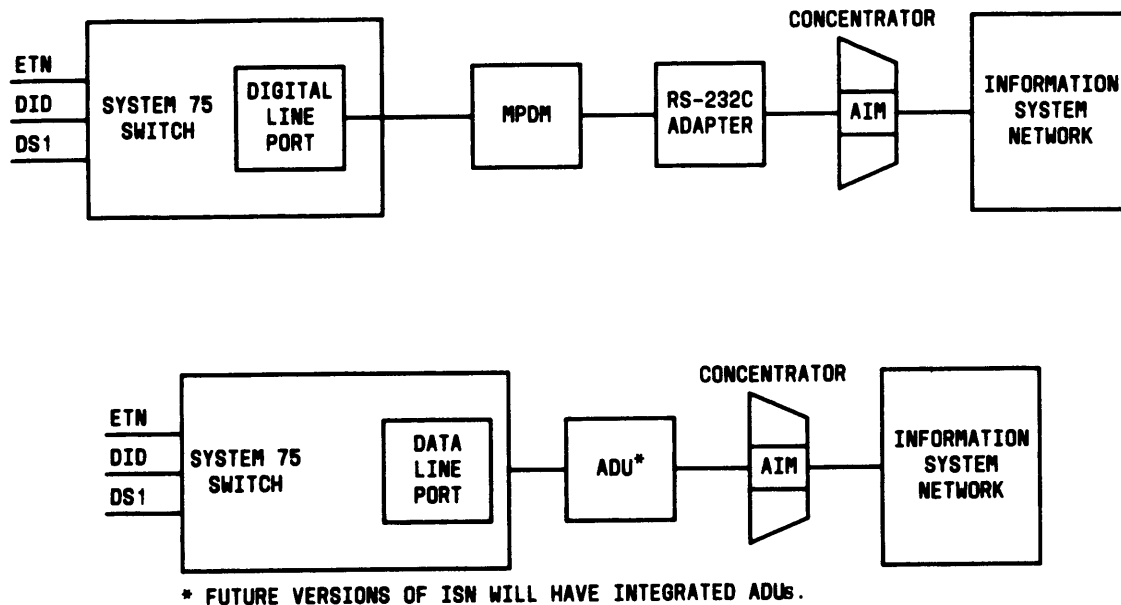 CONCENTRATOR
ETN
DID
DS1
SYSTEM 75
SWITCH
DIGITAL
LINE
PORT
MPDM
RS-232C
ADAPTER
AIM
INFORMATION
SYSTEM
NETWORK
CONCENTRATOR
ETN
DID
DS1
SYSTEM 75
SWITCH
DATA
LINE
PORT
ADU*
AIM
INFORMATION
SYSTEM
NETWORK
* FUTURE VERSIONS OF ISN WILL HAVE INTEGRATED ADUs.